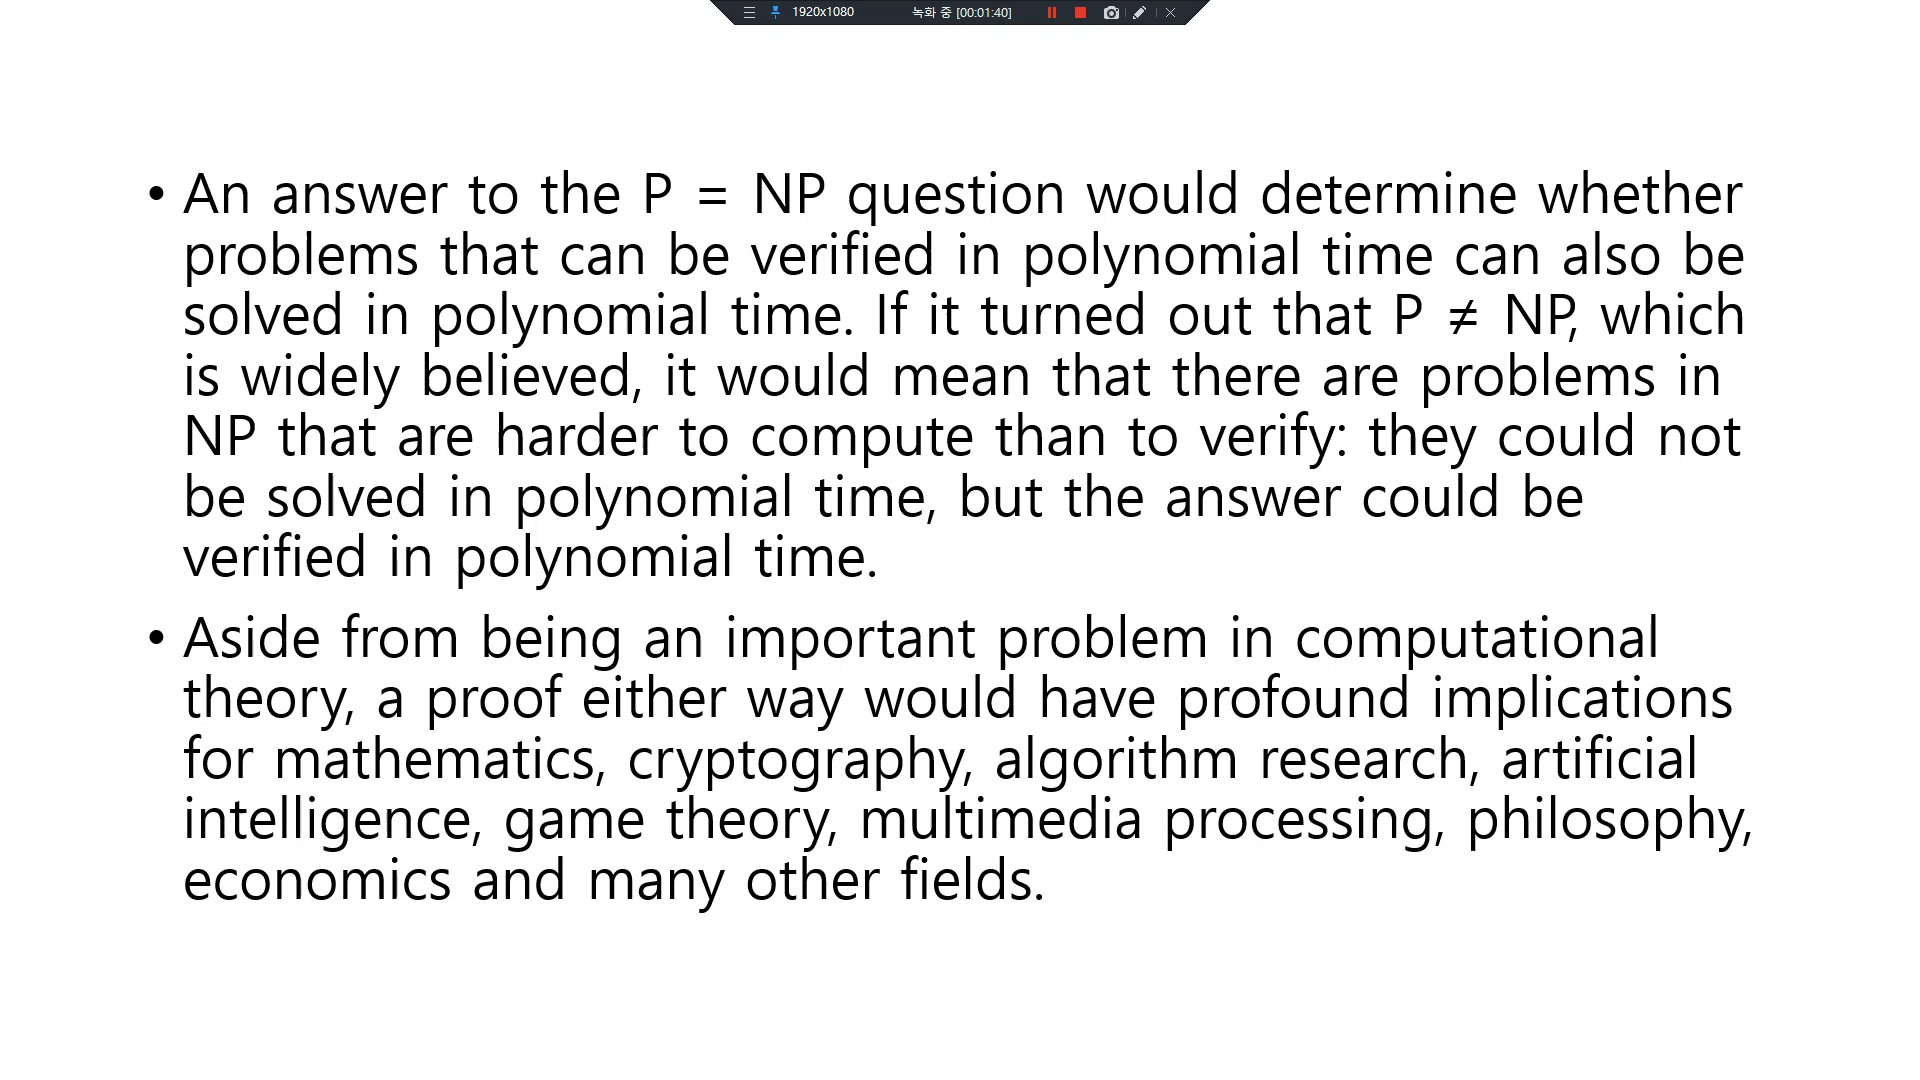 1920x1080 녹화 중 [00:01:40]
• An answer to the P = NP question would determine whether
problems that can be verified in polynomial time can also be
solved in polynomial time. If it turned out that P ≠ NP, which
is widely believed, it would mean that there are problems in
NP that are harder to compute than to verify: they could not
be solved in polynomial time, but the answer could be
verified in polynomial time.
• Aside from being an important problem in computational
theory, a proof either way would have profound implications
for mathematics, cryptography, algorithm research, artificial
intelligence, game theory, multimedia processing, philosophy,
economics and many other fields.